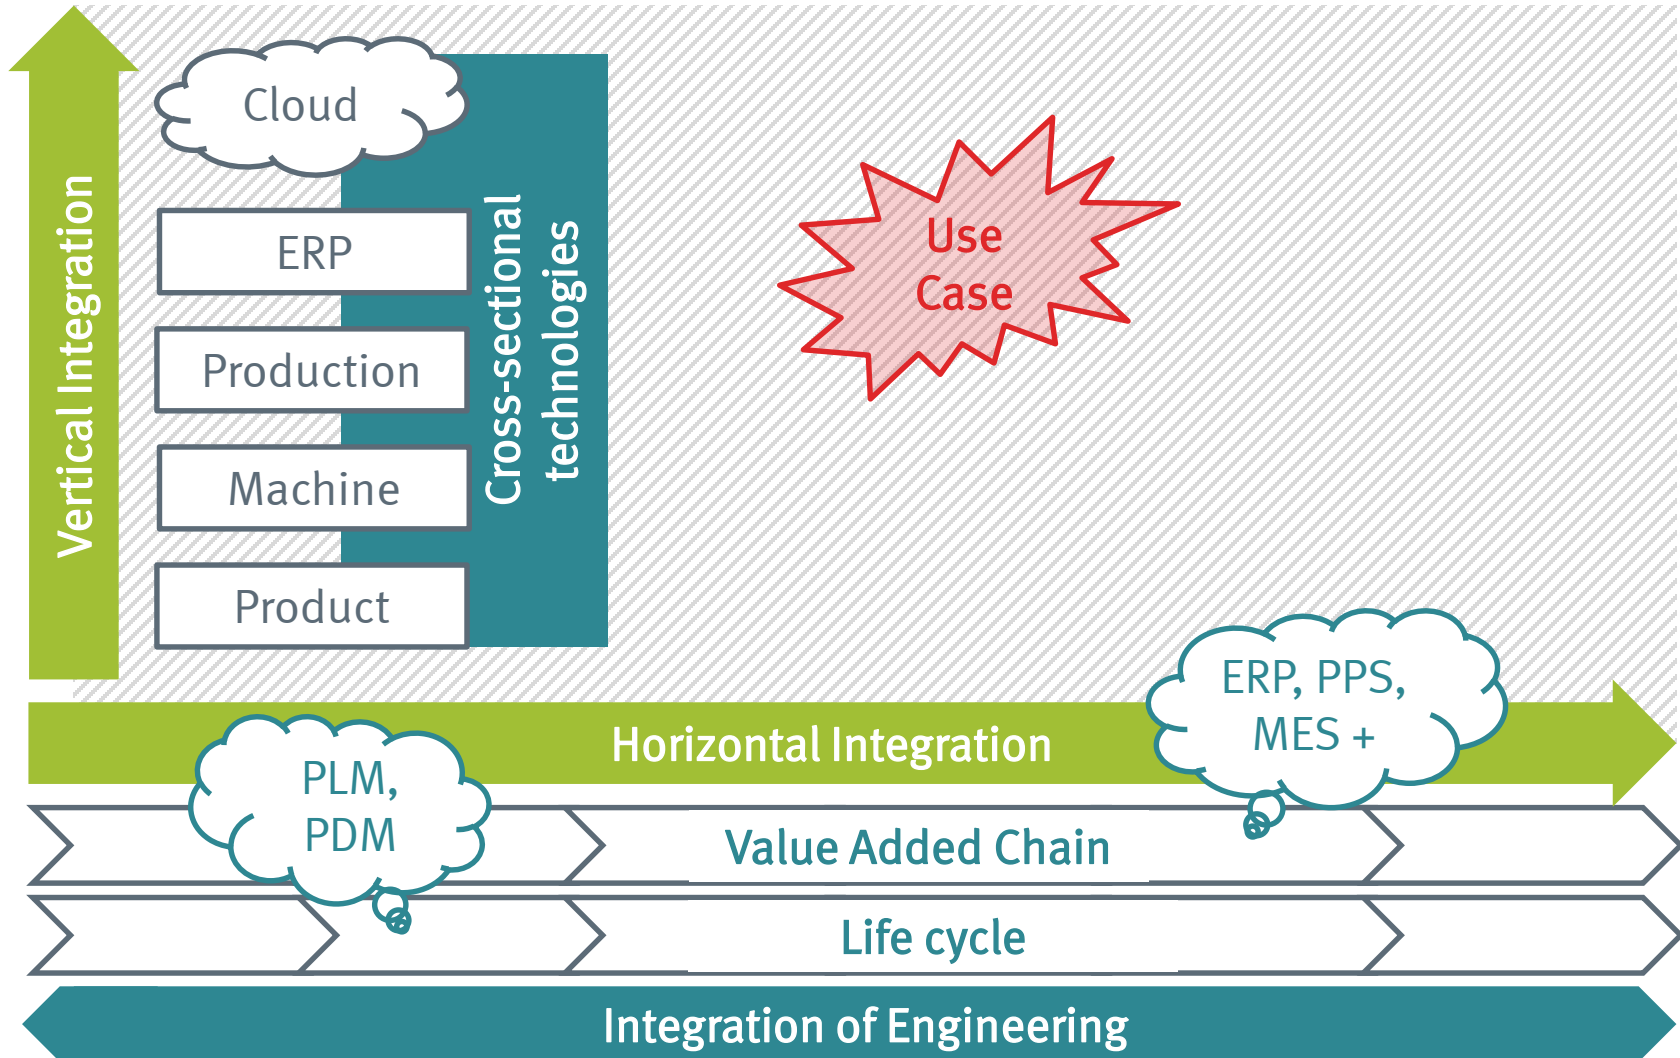 Vertical Integration
Cloud
ERP
Production
Machine
Product
Cross-sectional
technologies
Use
Case
ERP, PPS,
MES +
Horizontal Integration
PLM,
PDM
Value Added Chain
Life cycle
Integration of Engineering